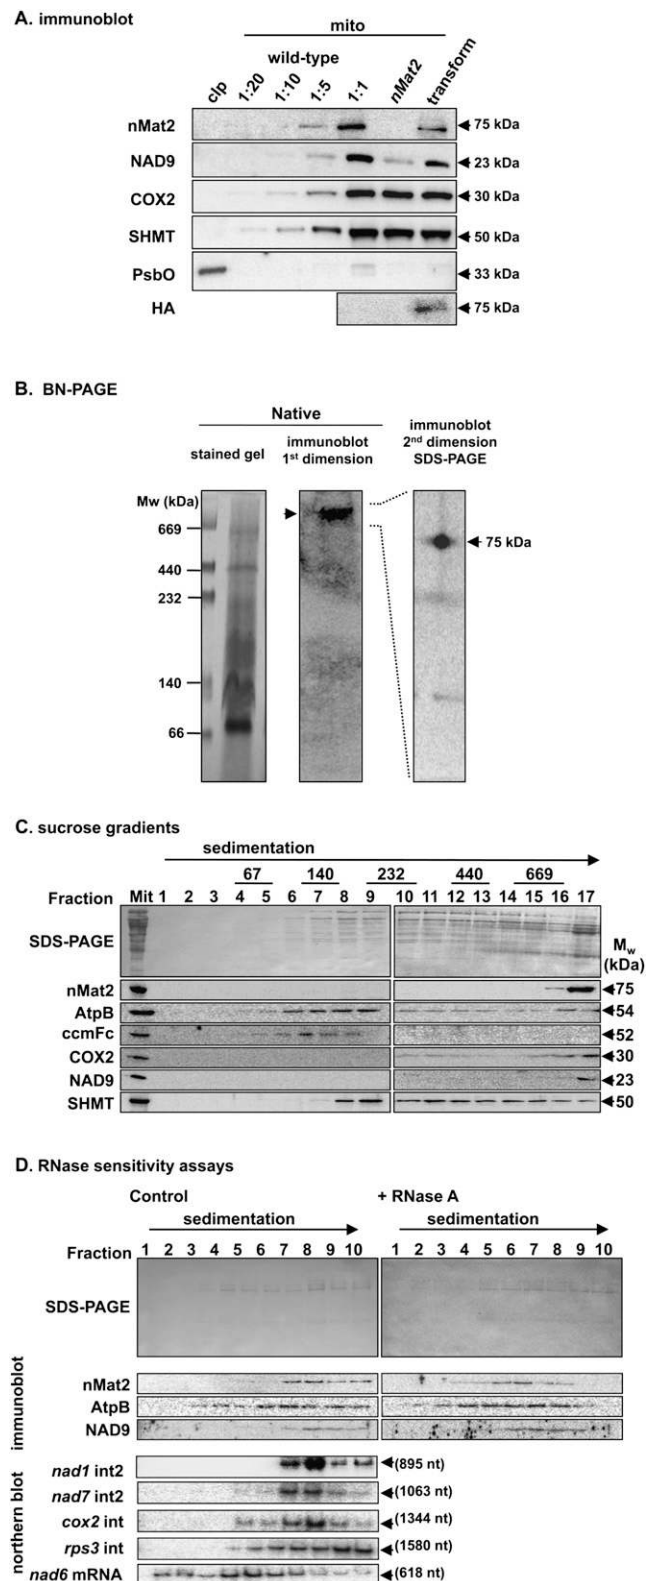 A. immunoblot
mito
wild-type
clp 1:20 1:10 1:5 1:1 nMat2 transform
nMat2 75 kDa
NAD9 23 kDa
COX2 30 kDa
SHMT 50 kDa
PsbO 33 kDa
HA 75 kDa
B. BN-PAGE
Native
stained gel
immunoblot
1st dimension
immunoblot
2nd dimension
SDS-PAGE
Mw (kDa)
669
440
232
140
66
75 kDa
C. sucrose gradients
sedimentation
67 140 232 440 669
Fraction Mit 1 2 3 4 5 6 7 8 9 10 11 12 13 14 15 16 17
SDS-PAGE
Mw
(kDa)
nMat2 75
AtpB 54
ccmFc 52
COX2 30
NAD9 23
SHMT 50
D. RNase sensitivity assays
Control + RNase A
sedimentation sedimentation
Fraction 1 2 3 4 5 6 7 8 9 10 1 2 3 4 5 6 7 8 9 10
SDS-PAGE
immunoblot
nMat2
AtpB
NAD9
northern blot
nad1 int2 (895 nt)
nad7 int2 (1063 nt)
cox2 int (1344 nt)
rps3 int (1580 nt)
nad6 mRNA (618 nt)